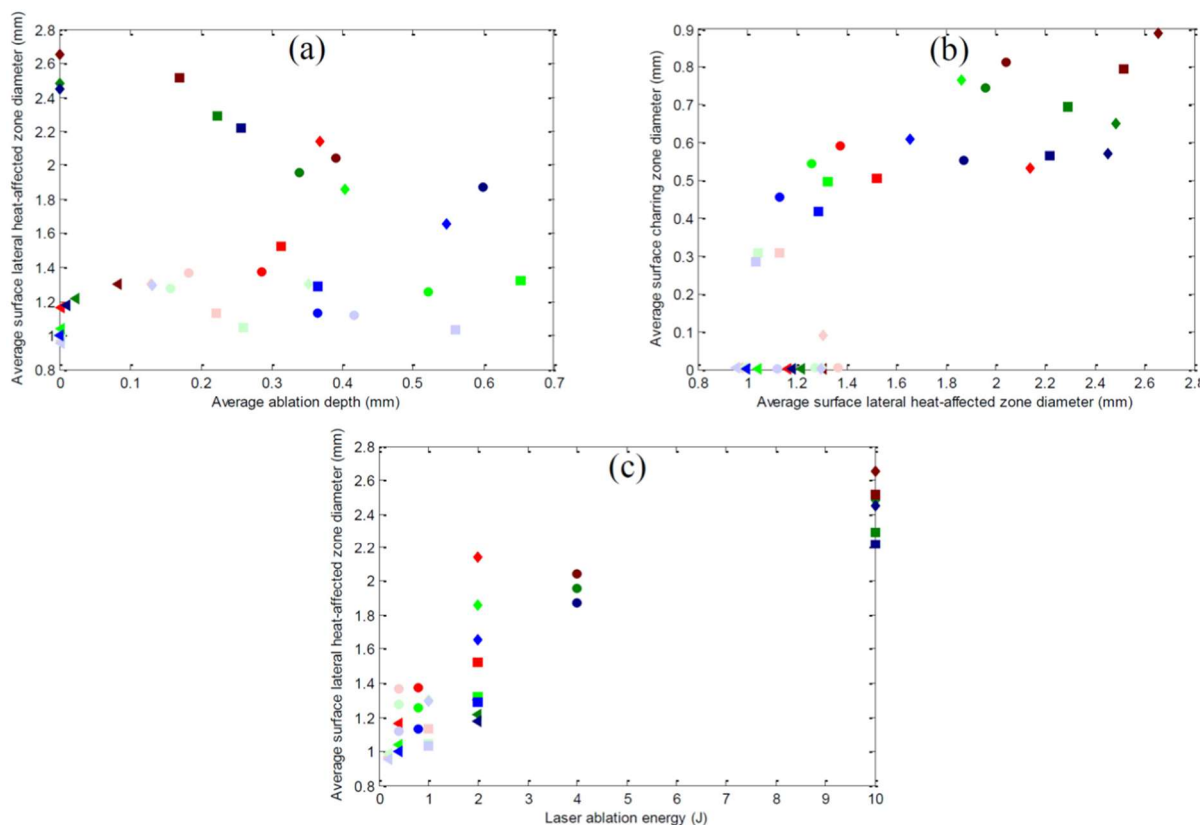 (a)
Average surface lateral heat-affected zone diameter (mm)
2.8
2.6
2.4
2.2
2
1.8
1.6
1.4
1.2
1
0.8
0 0.1 0.2 0.3 0.4 0.5 0.6 0.7
Average ablation depth (mm)
(b)
Average surface charring zone diameter (mm)
0.9
0.8
0.7
0.6
0.5
0.4
0.3
0.2
0.1
0
0.8 1 1.2 1.4 1.6 1.8 2 2.2 2.4 2.6 2.8
Average surface lateral heat-affected zone diameter (mm)
(c)
Average surface lateral heat-affected zone diameter (mm)
2.8
2.6
2.4
2.2
2
1.8
1.6
1.4
1.2
1
0.8
0 1 2 3 4 5 6 7 8 9 10
Laser ablation energy (J)